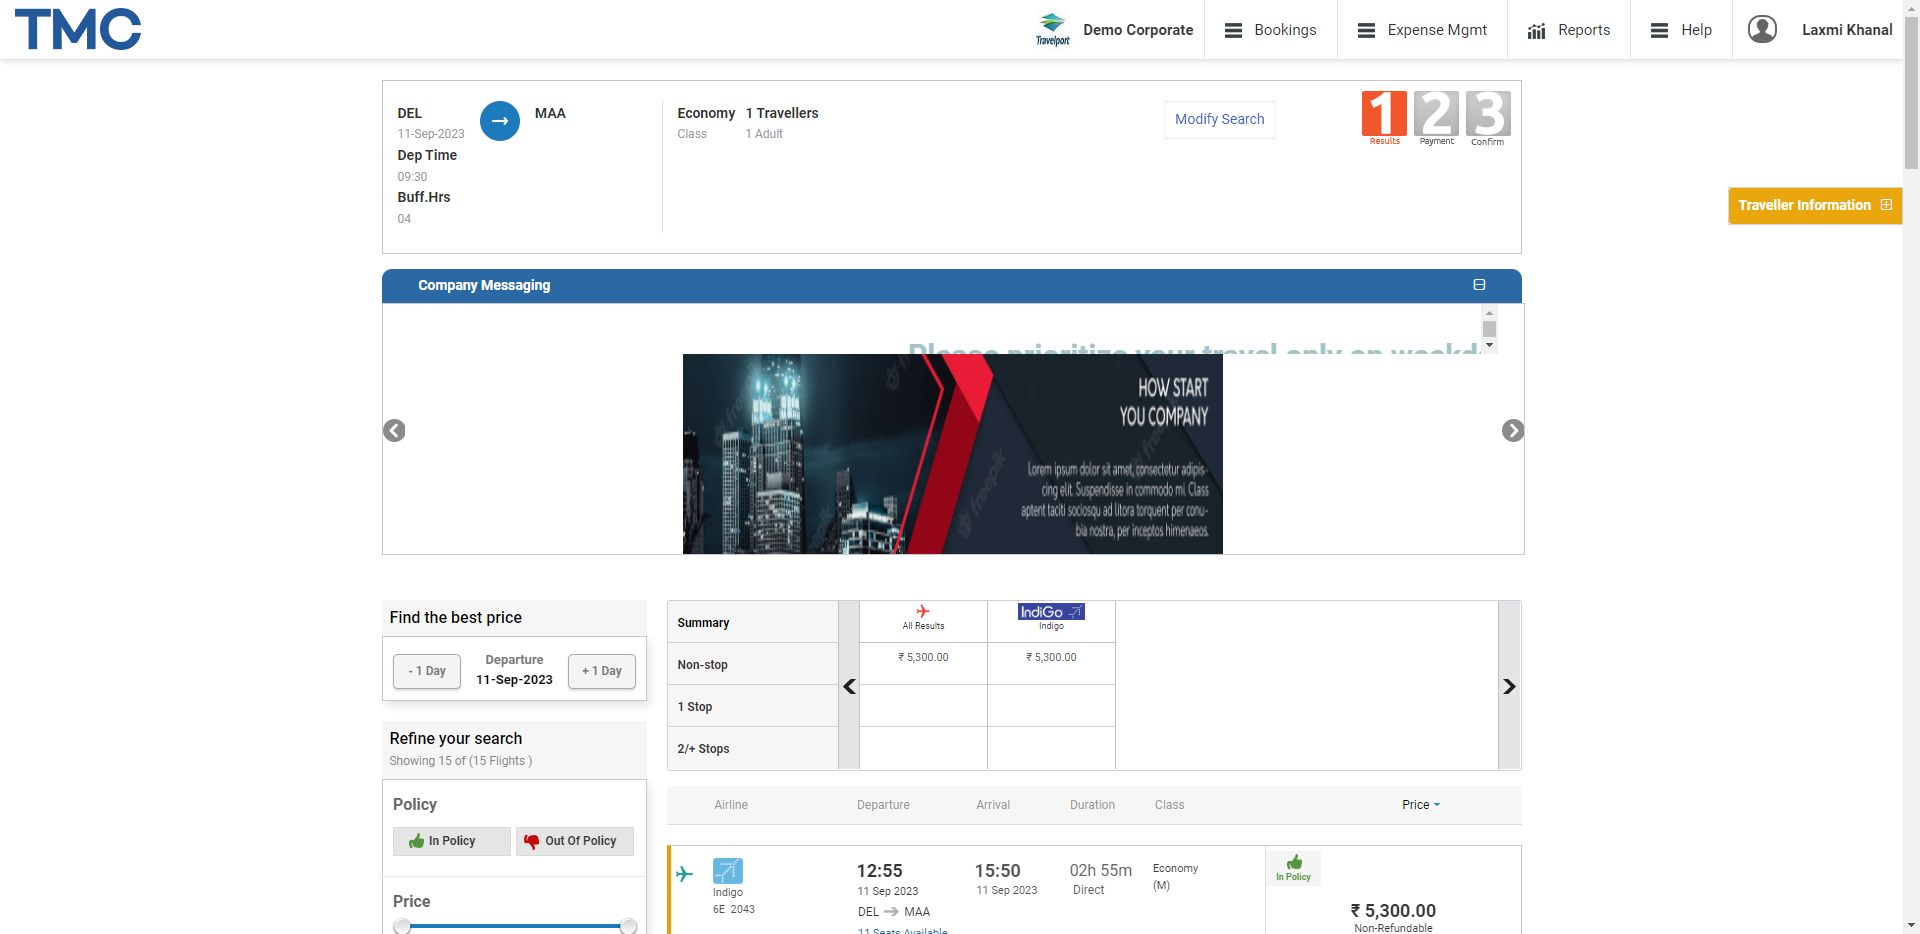 TMC
Travelport
Demo Corporate
Bookings
Expense Mgmt
Reports
Help
Laxmi Khanal
DEL
MAA
11-Sep-2023
Dep Time
09:30
Buff.Hrs
04
Economy
1 Travellers
Class
1 Adult
Modify Search
1 2 3
Results
Payment
Confirm
Traveller Information
Company Messaging
Please prioritize your travel only on weekd
HOW START
YOU COMPANY
Lorem ipsum dolor sit amet, consectetur adipis-
cing elit. Suspendisse in commodo mi. Class
aptent taciti sociosqu ad litora torquent per conu-
bia nostra, per inceptos himenaeos.
freepik
Find the best price
- 1 Day
Departure
11-Sep-2023
+ 1 Day
Refine your search
Showing 15 of (15 Flights )
Policy
In Policy
Out Of Policy
Price
Summary
All Results
IndiGo
Indigo
Non-stop
₹ 5,300.00
₹ 5,300.00
1 Stop
2/+ Stops
Airline
Departure
Arrival
Duration
Class
Price
Indigo
6E 2043
12:55
11 Sep 2023
DEL
MAA
11 Seats Available
15:50
11 Sep 2023
02h 55m
Direct
Economy
(M)
In Policy
₹ 5,300.00
Non-Refundable